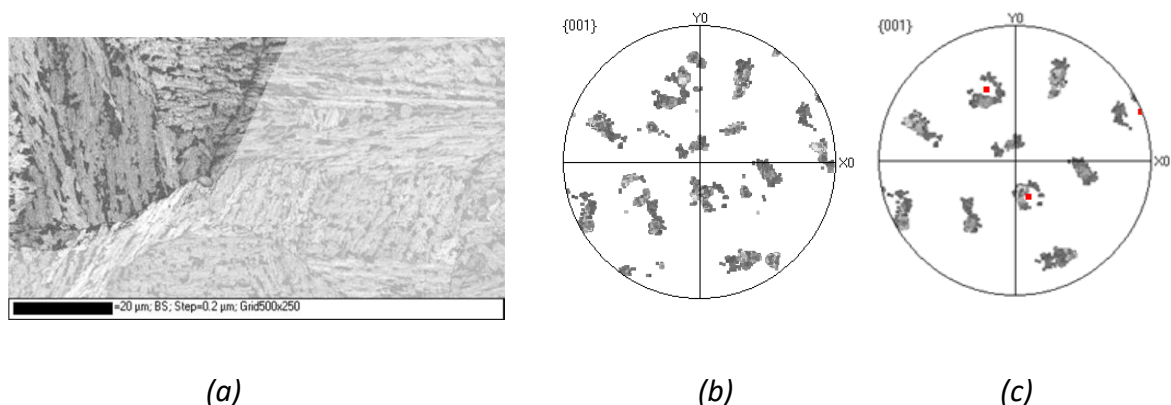 {001}
Y0
X0
{001}
Y0
X0
=20 µm; BS; Step=0.2 µm; Grid500x250
(a)
(b)
(c)